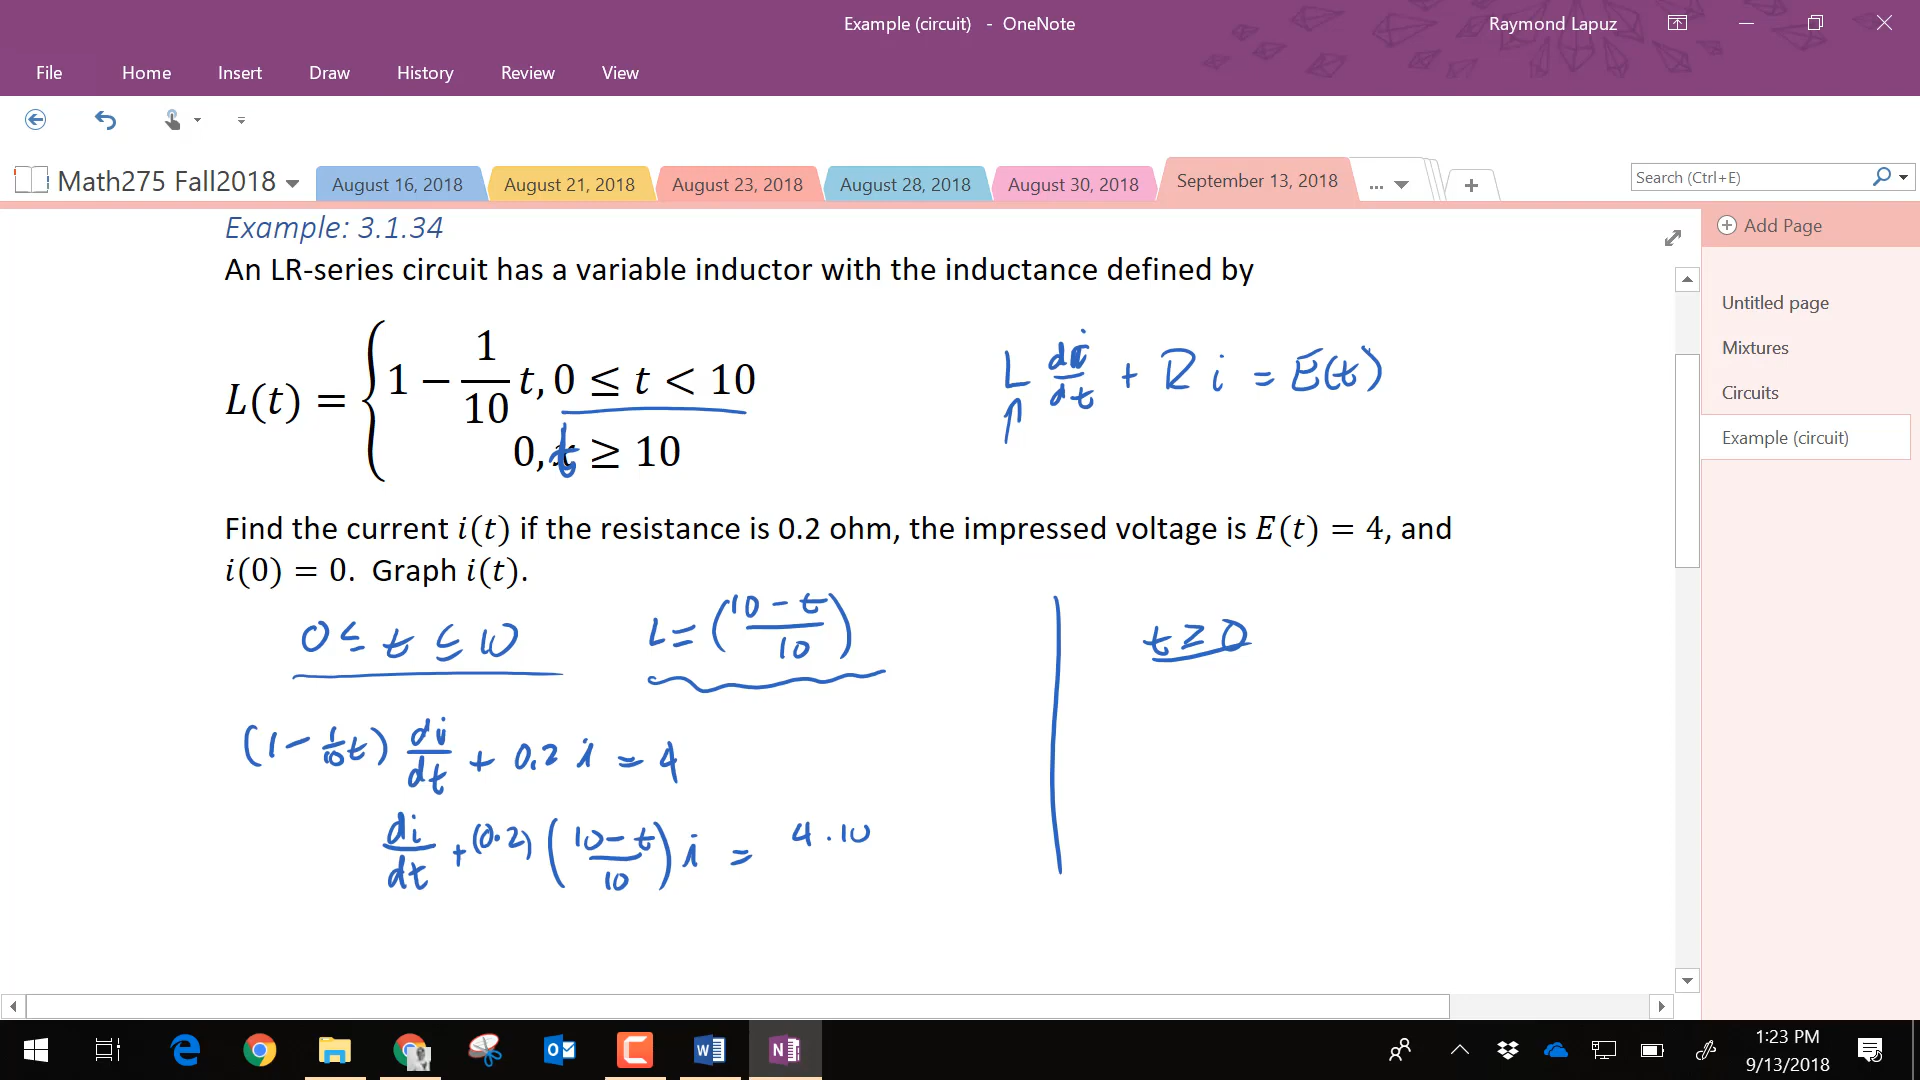 Example (circuit) - OneNote
Raymond Lapuz
File Home Insert Draw History Review View
Math275 Fall2018
August 16, 2018
August 21, 2018
August 23, 2018
August 28, 2018
August 30, 2018
September 13, 2018
...
Search (Ctrl+E)
Add Page
Untitled page
Mixtures
Circuits
Example (circuit)
Example: 3.1.34
An LR-series circuit has a variable inductor with the inductance defined by
L(t) = { 1 − 1/10 t, 0 ≤ t < 10
0, t ≥ 10
L di/dt + R i = E(t)
Find the current i(t) if the resistance is 0.2 ohm, the impressed voltage is E(t) = 4, and
i(0) = 0. Graph i(t).
0 ≤ t ≤ 10 L = (10 − t / 10)
t ≥ 0
(1 − 1/10 t) di/dt + 0.2 i = 4
di/dt + (0.2) (10 − t / 10) i = 4 · 10
1:23 PM
9/13/2018